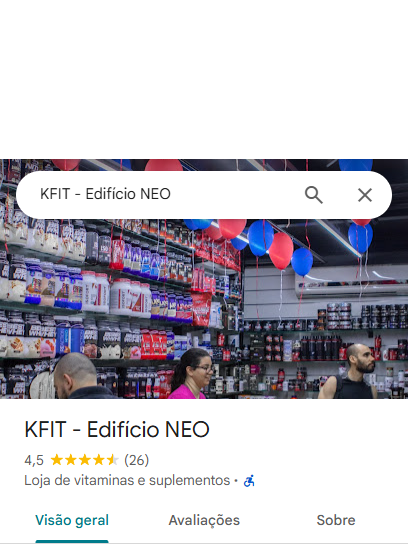 KFIT - Edifício NEO
KFIT - Edifício NEO
4,5 (26)
Loja de vitaminas e suplementos ·
Visão geral Avaliações Sobre